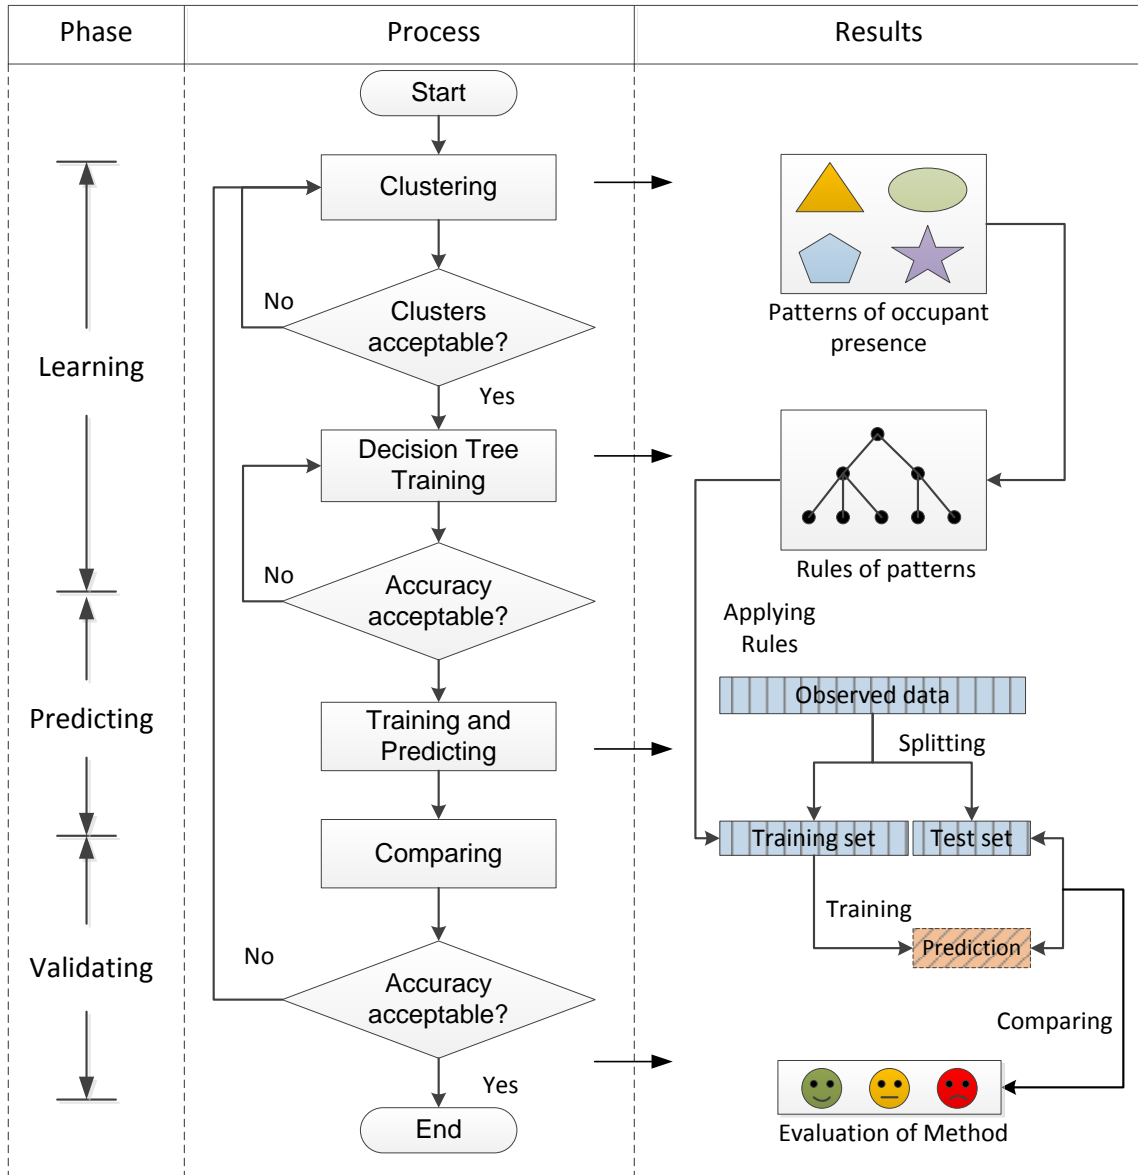 Phase
Process
Results
Start
Clustering
No
Clusters
acceptable?
Patterns of occupant
presence
Learning
Yes
Decision Tree
Training
No
Accuracy
acceptable?
Rules of patterns
Applying
Rules
Observed data
Predicting
Training and
Predicting
Splitting
Training set
Test set
Comparing
Training
Prediction
No
Validating
Accuracy
acceptable?
Comparing
Yes
End
Evaluation of Method